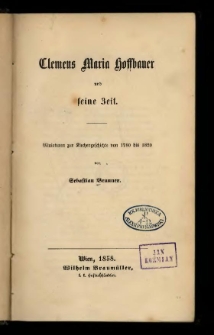 Clemens Maria Hoffbauer
und
seine Zeit.
Miniaturen zur Kirchengeschichte von 1780 bis 1820
von
Sebastian Brunner.
Wien, 1858.
Wilhelm Braumüller,
k. k. Hofbuchhändler.